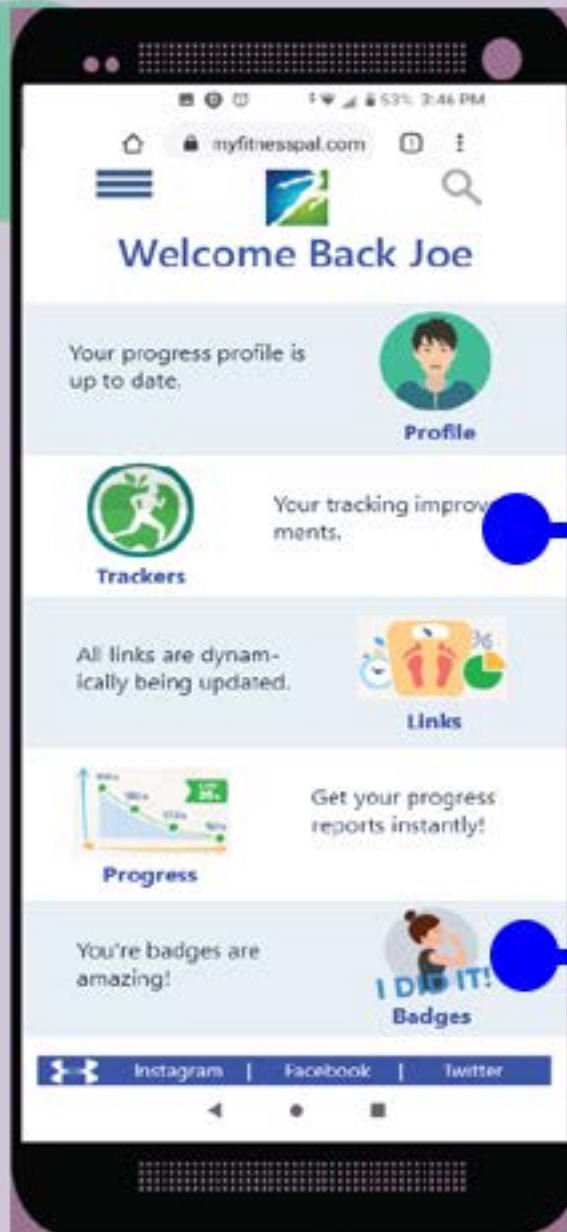 53% 3:46 PM
myfitnesspal.com
Welcome Back Joe
Your progress profile is
up to date.
Profile
Your tracking improv
ments.
Trackers
All links are dynam-
ically being updated.
%
Links
Get your progress
reports instantly!
Progress
You're badges are
amazing!
I DID IT!
Badges
Instagram | Facebook | Twitter